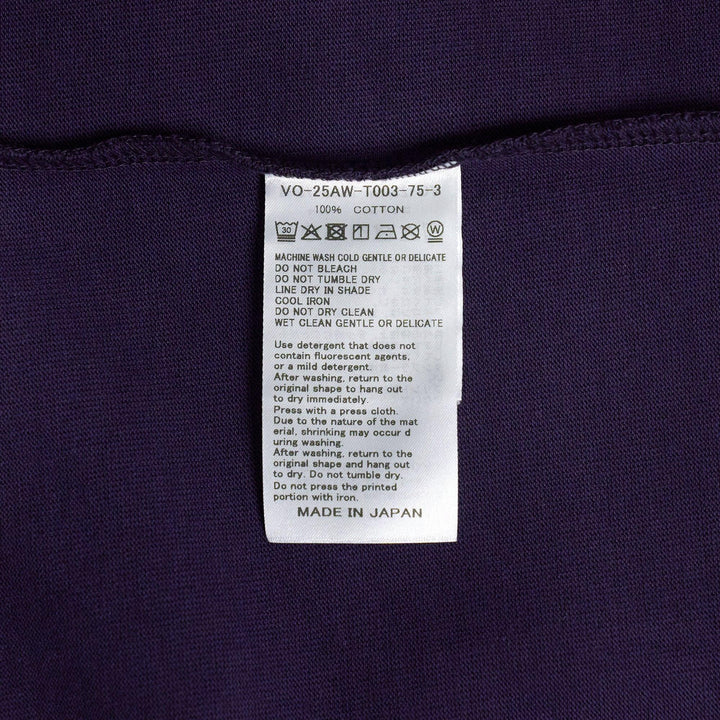 VO-25AW-T003-75-3
100% COTTON
30 W
MACHINE WASH COLD GENTLE OR DELICATE
DO NOT BLEACH
DO NOT TUMBLE DRY
LINE DRY IN SHADE
COOL IRON
DO NOT DRY CLEAN
WET CLEAN GENTLE OR DELICATE
Use detergent that does not
contain fluorescent agents,
or a mild detergent.
After washing, return to the
original shape to hang out
to dry immediately.
Press with a press cloth.
Due to the nature of the mat
erial, shrinking may occur d
uring washing.
After washing, return to the
original shape and hang out
to dry. Do not tumble dry.
Do not press the printed
portion with iron.
MADE IN JAPAN